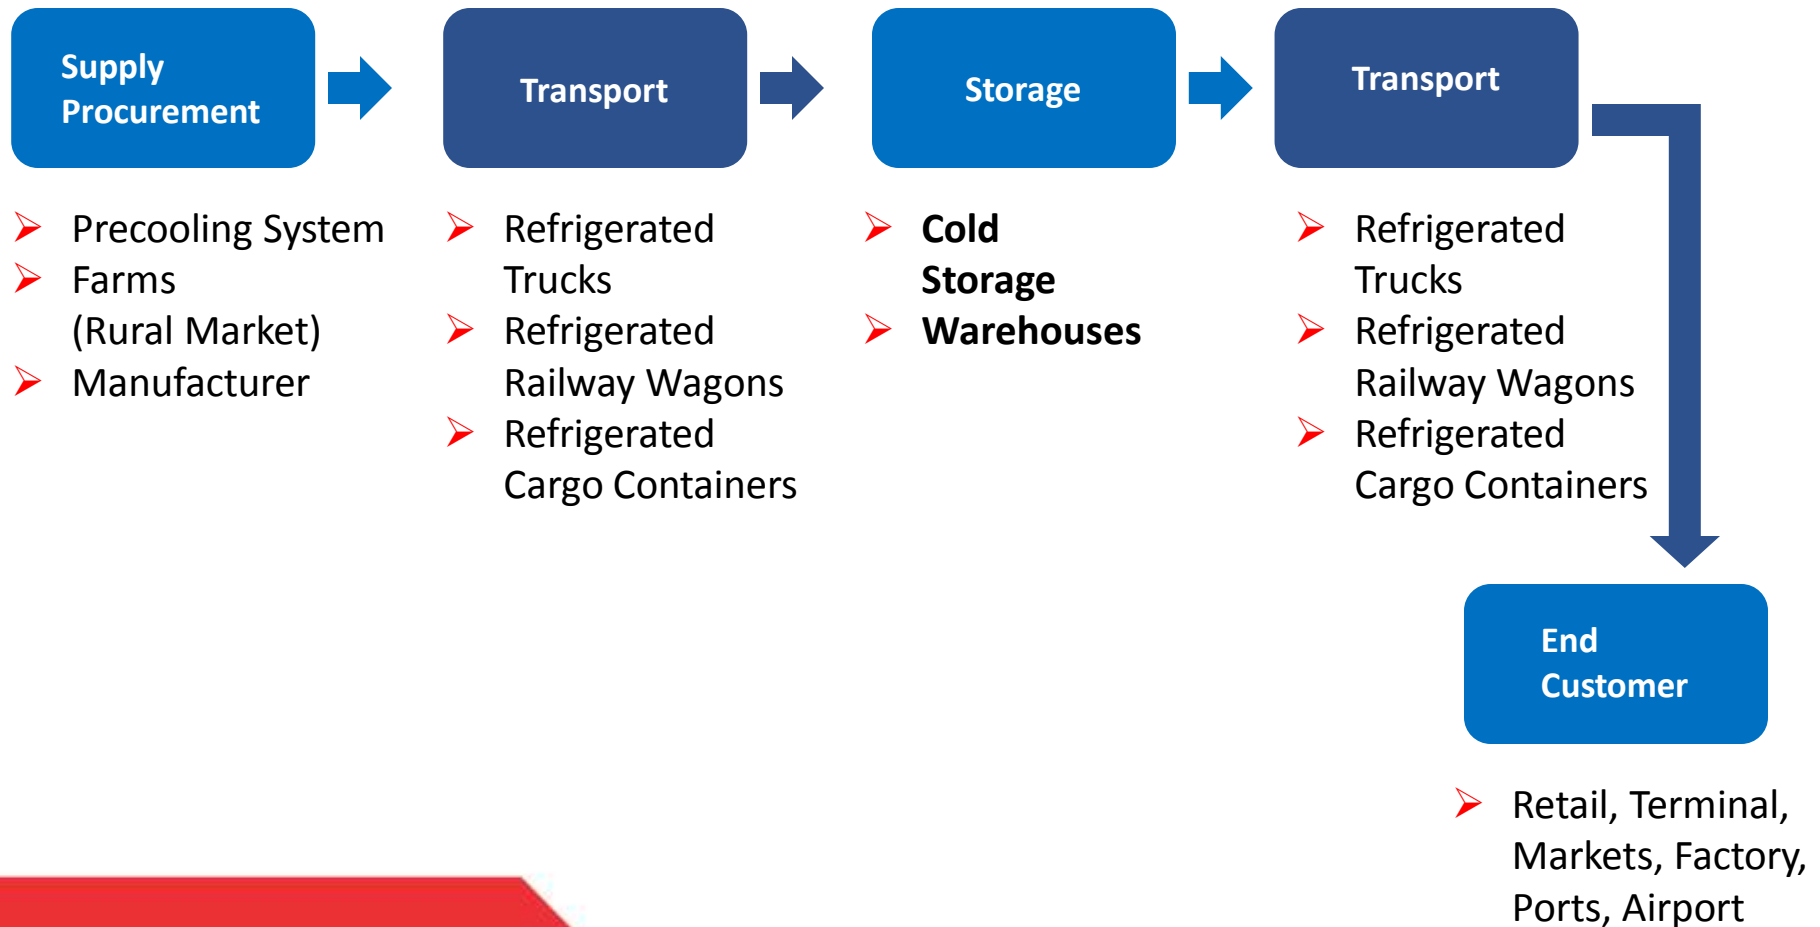 Supply
Procurement
Transport
Storage
Transport
➢ Precooling System
➢ Farms
(Rural Market)
➢ Manufacturer
➢ Refrigerated
Trucks
➢ Refrigerated
Railway Wagons
➢ Refrigerated
Cargo Containers
➢ Cold
Storage
➢ Warehouses
➢ Refrigerated
Trucks
➢ Refrigerated
Railway Wagons
➢ Refrigerated
Cargo Containers
End
Customer
➢ Retail, Terminal,
Markets, Factory,
Ports, Airport